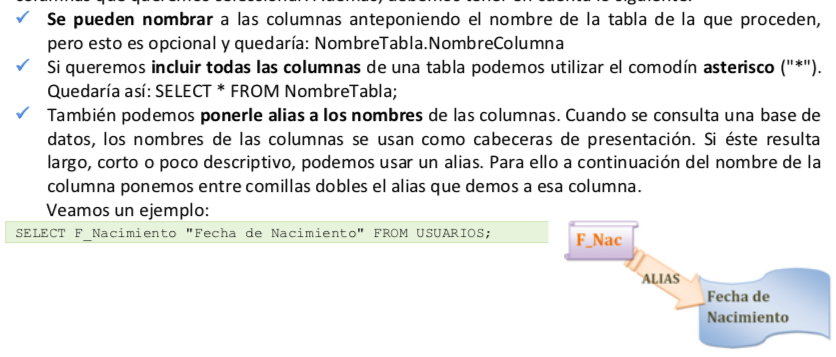 ✓ Se pueden nombrar a las columnas anteponiendo el nombre de la tabla de la que proceden,
pero esto es opcional y quedaría: NombreTabla.NombreColumna
✓ Si queremos incluir todas las columnas de una tabla podemos utilizar el comodín asterisco ("*").
Quedaría así: SELECT * FROM NombreTabla;
✓ También podemos ponerle alias a los nombres de las columnas. Cuando se consulta una base de
datos, los nombres de las columnas se usan como cabeceras de presentación. Si éste resulta
largo, corto o poco descriptivo, podemos usar un alias. Para ello a continuación del nombre de la
columna ponemos entre comillas dobles el alias que demos a esa columna.
Veamos un ejemplo:
SELECT F_Nacimiento "Fecha de Nacimiento" FROM USUARIOS;
F_Nac
ALIAS
Fecha de
Nacimiento